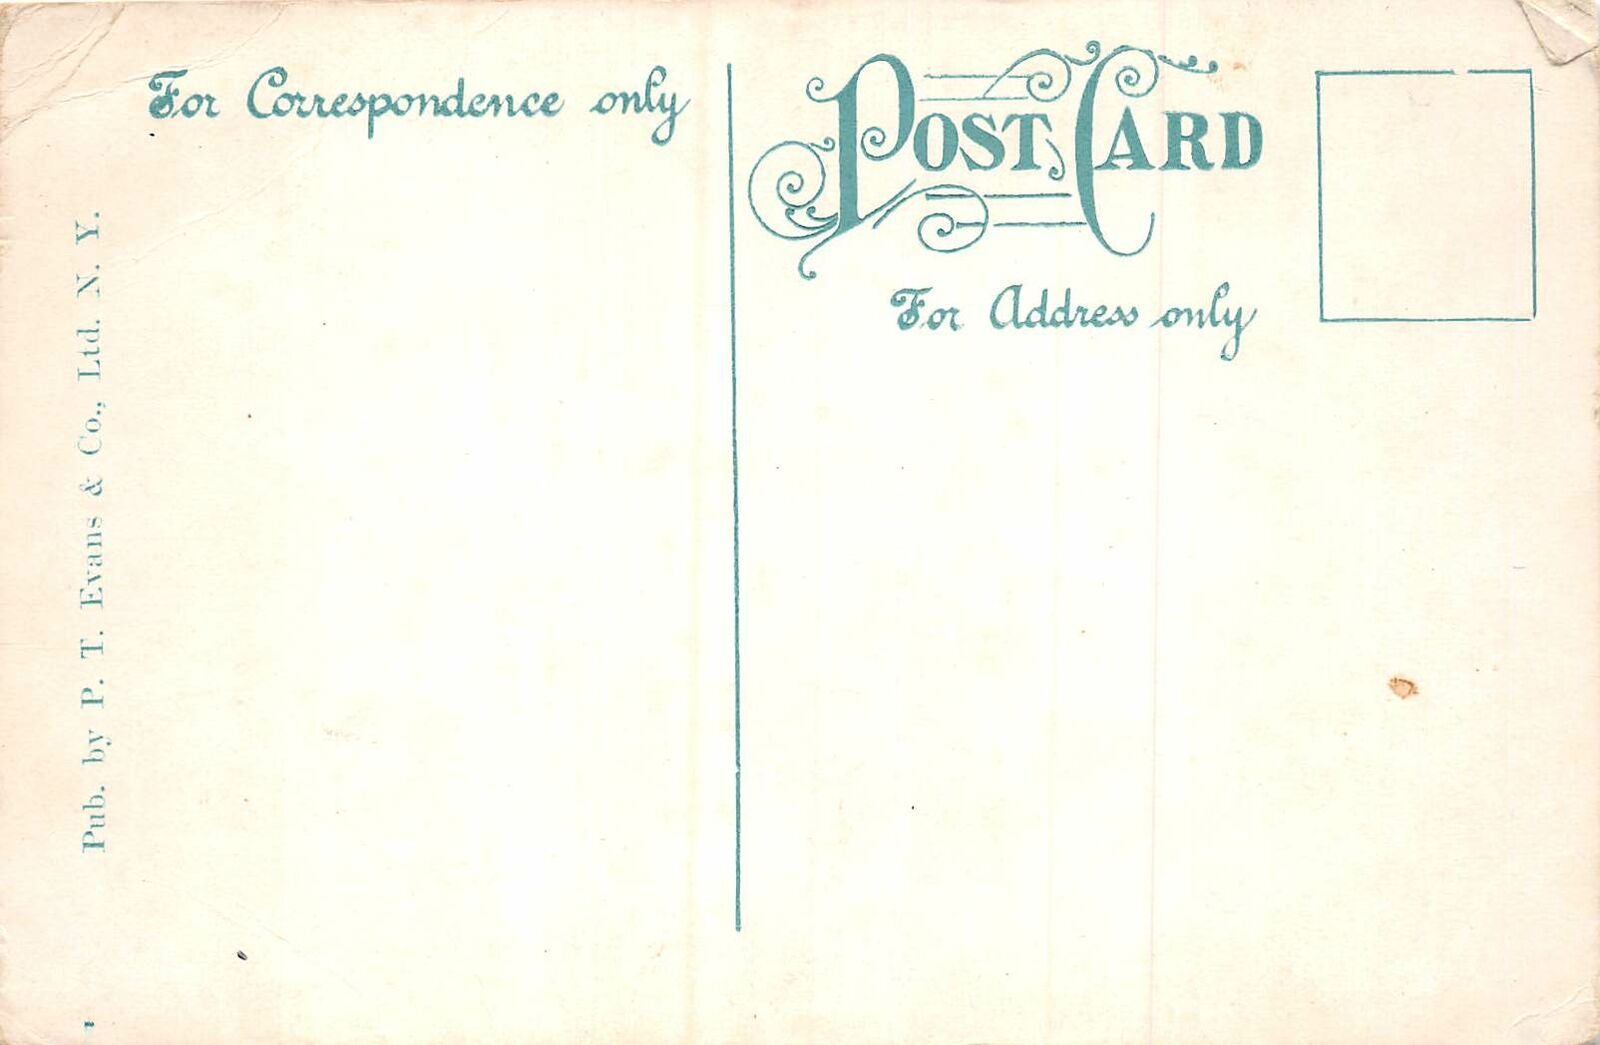 For Correspondence only
POST CARD
For Address only
Pub. by P. T. Evans & Co., Ltd. N. Y.